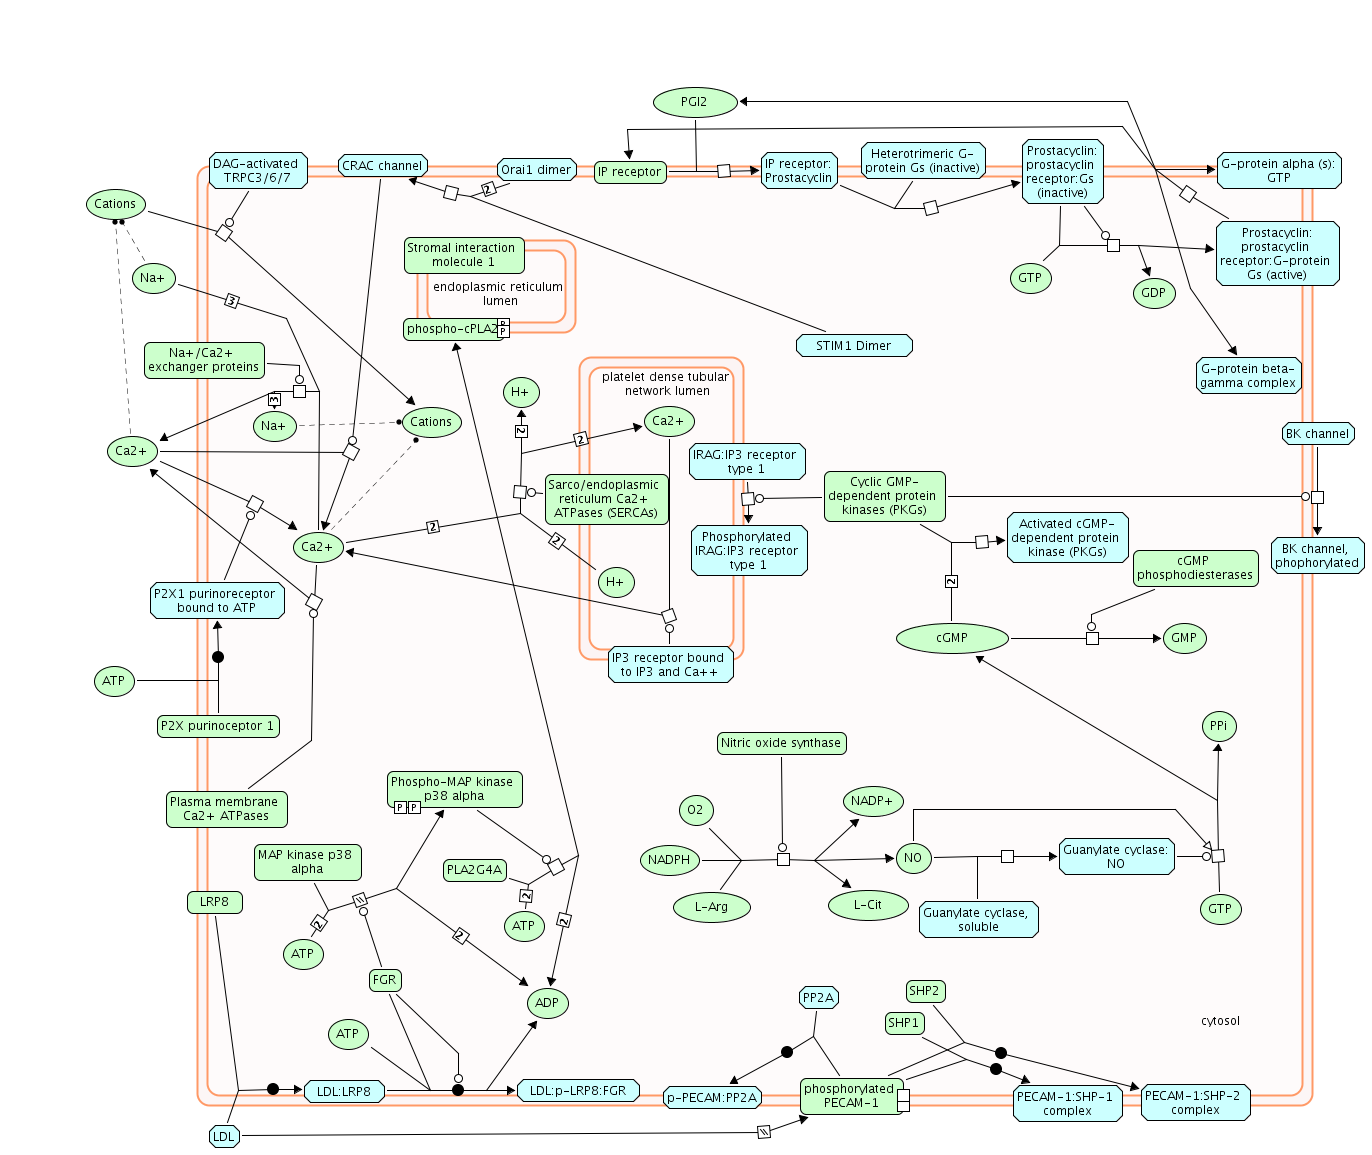 PGI2
DAG-activated
TRPC3/6/7
CRAC channel
Orai1 dimer
IP receptor
IP receptor:
Prostacyclin
Heterotrimeric G-
protein Gs (inactive)
Prostacyclin:
prostacyclin
receptor:Gs
(inactive)
G-protein alpha (s):
GTP
Cations
2
Prostacyclin:
prostacyclin
receptor:G-protein
Gs (active)
Stromal interaction
molecule 1
Na+
3
endoplasmic reticulum
lumen
GTP
GDP
phospho-cPLA2
P
P
STIM1 Dimer
Na+/Ca2+
exchanger proteins
G-protein beta-
gamma complex
platelet dense tubular
network lumen
H+
3
Na+
Cations
Ca2+
2
2
BK channel
Ca2+
IRAG:IP3 receptor
type 1
Sarco/endoplasmic
reticulum Ca2+
ATPases (SERCAs)
Cyclic GMP-
dependent protein
kinases (PKGs)
2
Ca2+
2
Phosphorylated
IRAG:IP3 receptor
type 1
Activated cGMP-
dependent protein
kinase (PKGs)
BK channel,
phophorylated
cGMP
phosphodiesterases
H+
2
P2X1 purinoreceptor
bound to ATP
cGMP
GMP
IP3 receptor bound
to IP3 and Ca++
ATP
P2X purinoceptor 1
PPi
Nitric oxide synthase
Plasma membrane
Ca2+ ATPases
Phospho-MAP kinase
p38 alpha
P
P
O2
NADP+
MAP kinase p38
alpha
PLA2G4A
NADPH
NO
Guanylate cyclase:
NO
LRP8
2
2
2
2
L-Arg
L-Cit
GTP
Guanylate cyclase,
soluble
ATP
ATP
FGR
ADP
PP2A
SHP2
SHP1
cytosol
ATP
LDL:LRP8
LDL:p-LRP8:FGR
p-PECAM:PP2A
phosphorylated
PECAM-1
PECAM-1:SHP-1
complex
PECAM-1:SHP-2
complex
LDL